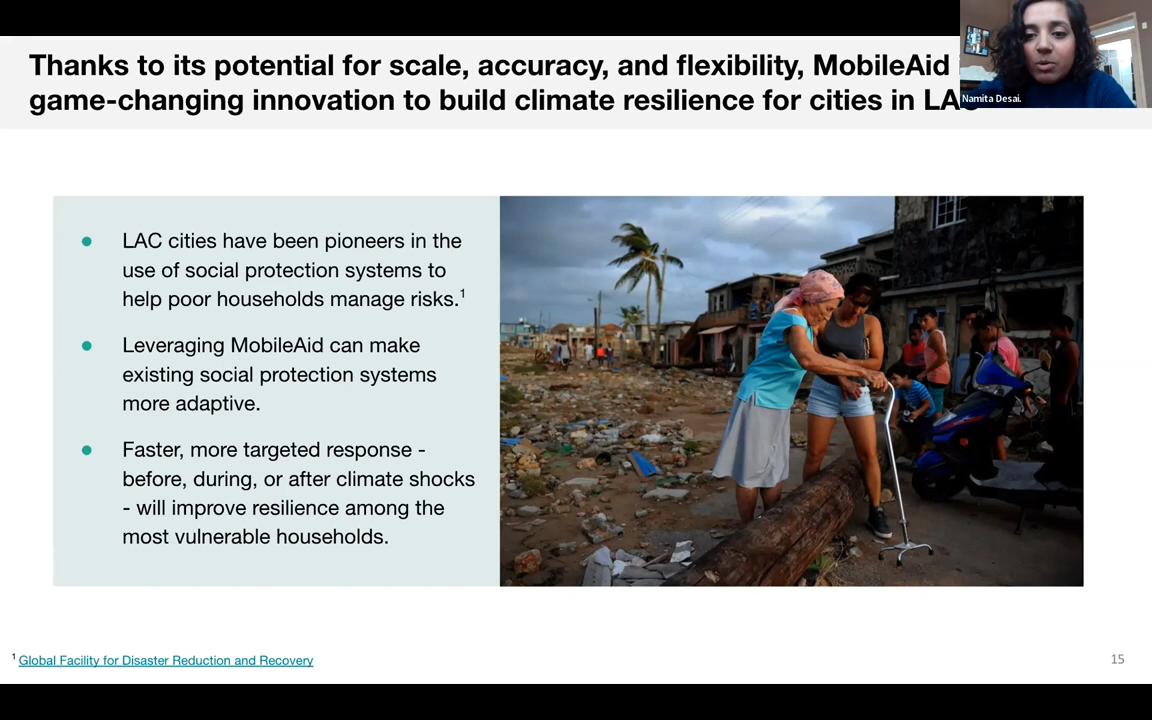 Thanks to its potential for scale, accuracy, and flexibility, MobileAid
game-changing innovation to build climate resilience for cities in
Namita Desai.
LAC cities have been pioneers in the
use of social protection systems to
help poor households manage risks.1
Leveraging MobileAid can make
existing social protection systems
more adaptive.
Faster, more targeted response -
before, during, or after climate shocks
- will improve resilience among the
most vulnerable households.
1 Global Facility for Disaster Reduction and Recovery
15